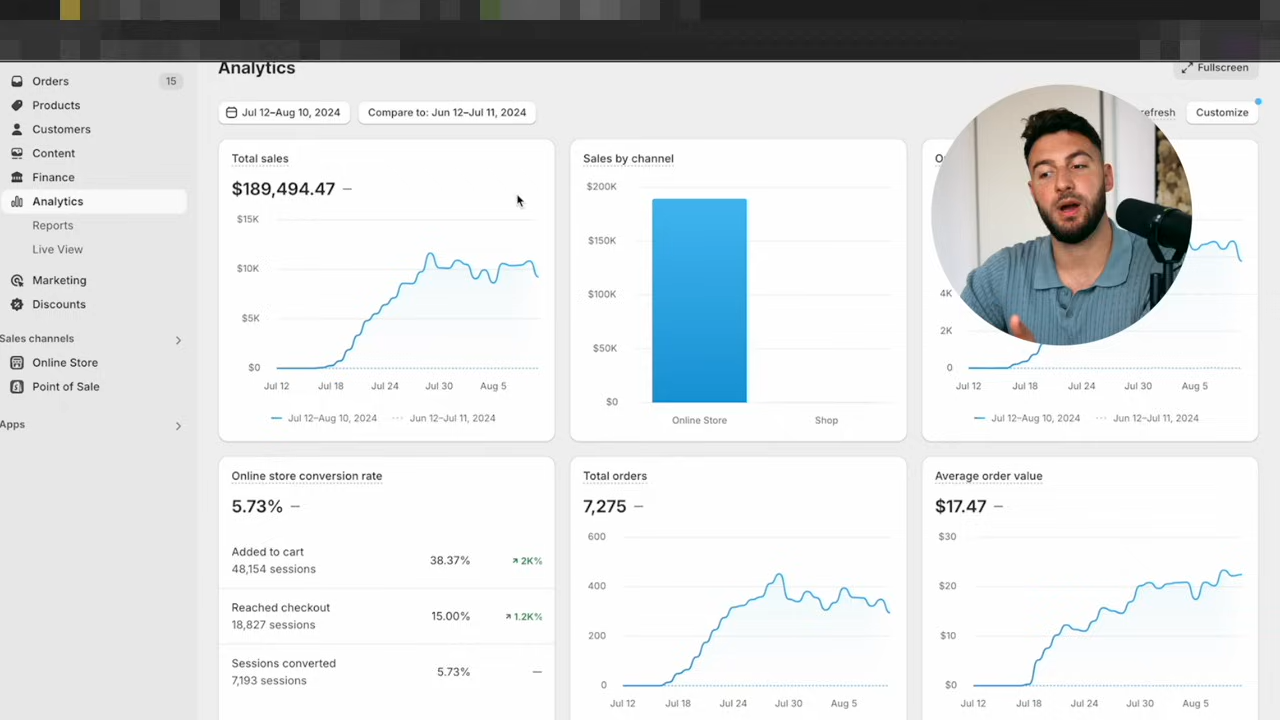 Analytics
Fullscreen
Orders
15
Products
Customers
Content
Finance
Analytics
Reports
Live View
Marketing
Discounts
Sales channels
Online Store
Point of Sale
Apps
Jul 12–Aug 10, 2024
Compare to: Jun 12–Jul 11, 2024
refresh
Customize
Total sales
$189,494.47 –
$15K
$10K
$5K
$0
Jul 12
Jul 18
Jul 24
Jul 30
Aug 5
Jul 12–Aug 10, 2024
Jun 12–Jul 11, 2024
Sales by channel
$200K
$150K
$100K
$50K
$0
Online Store
Shop
4K
2K
0
Jul 12
Jul 18
Jul 24
Jul 30
Aug 5
Jul 12–Aug 10, 2024
Jun 12–Jul 11, 2024
Online store conversion rate
5.73% –
Added to cart
48,154 sessions
38.37%
2K%
Reached checkout
18,827 sessions
15.00%
1.2K%
Sessions converted
7,193 sessions
5.73%
—
Total orders
7,275 –
600
400
200
0
Jul 12
Jul 18
Jul 24
Jul 30
Aug 5
Average order value
$17.47 –
$30
$20
$10
$0
Jul 12
Jul 18
Jul 24
Jul 30
Aug 5